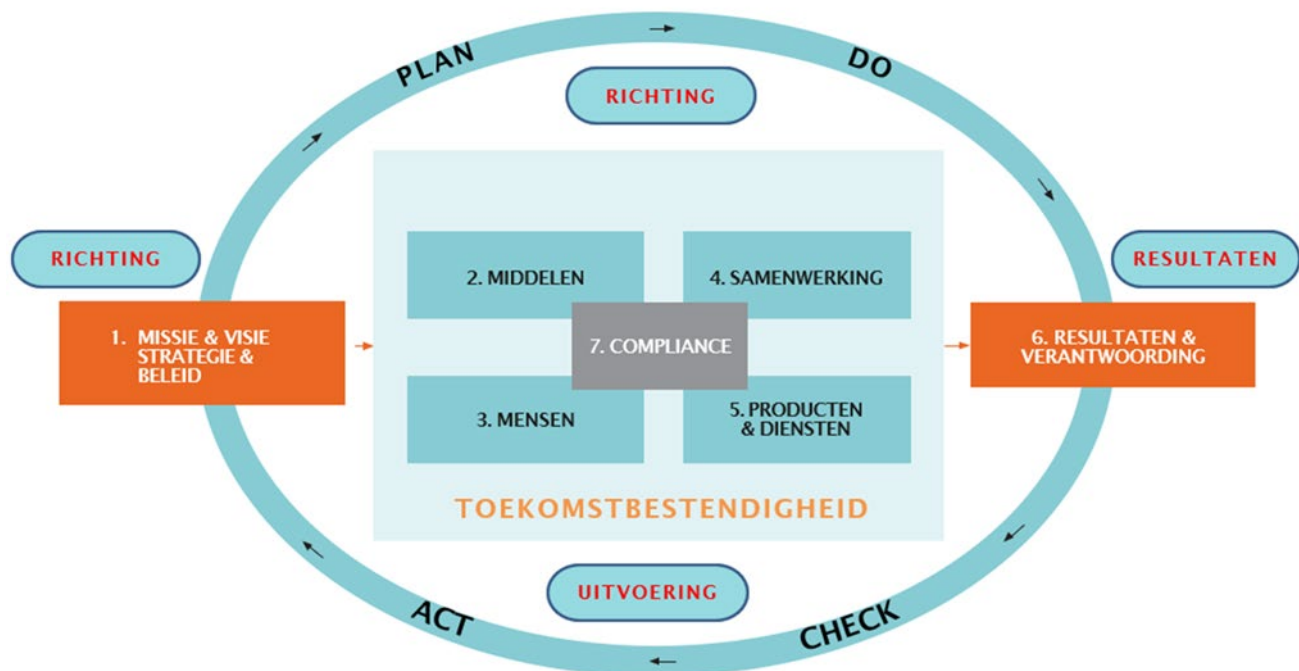 PLAN
DO
RICHTING
RICHTING
RESULTATEN
2. MIDDELEN
4. SAMENWERKING
1. MISSIE & VISIE
STRATEGIE &
BELEID
7. COMPLIANCE
6. RESULTATEN &
VERANTWOORDING
3. MENSEN
5. PRODUCTEN
& DIENSTEN
TOEKOMSTBESTENDIGHEID
UITVOERING
ACT
CHECK